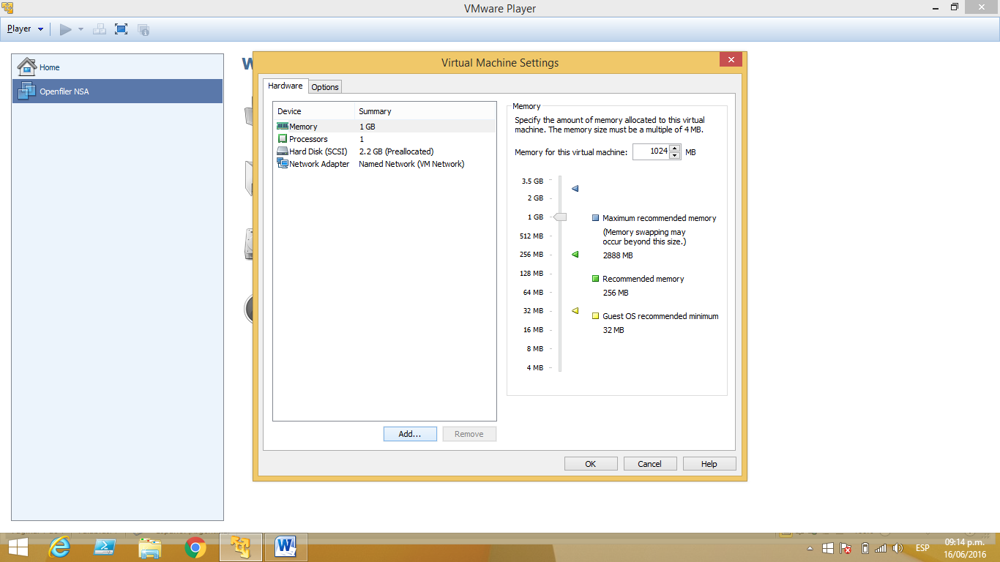 VMware Player
Player
Home
Openfiler NSA
W
Virtual Machine Settings
Hardware
Options
Device Summary
Memory 1 GB
Processors 1
Hard Disk (SCSI) 2.2 GB (Preallocated)
Network Adapter Named Network (VM Network)
Add...
Remove
Memory
Specify the amount of memory allocated to this virtual
machine. The memory size must be a multiple of 4 MB.
Memory for this virtual machine: 1024 MB
3.5 GB
2 GB
1 GB
512 MB
256 MB
128 MB
64 MB
32 MB
16 MB
8 MB
4 MB
Maximum recommended memory
(Memory swapping may
occur beyond this size.)
2888 MB
Recommended memory
256 MB
Guest OS recommended minimum
32 MB
OK
Cancel
Help
ESP
09:14 p.m.
16/06/2016